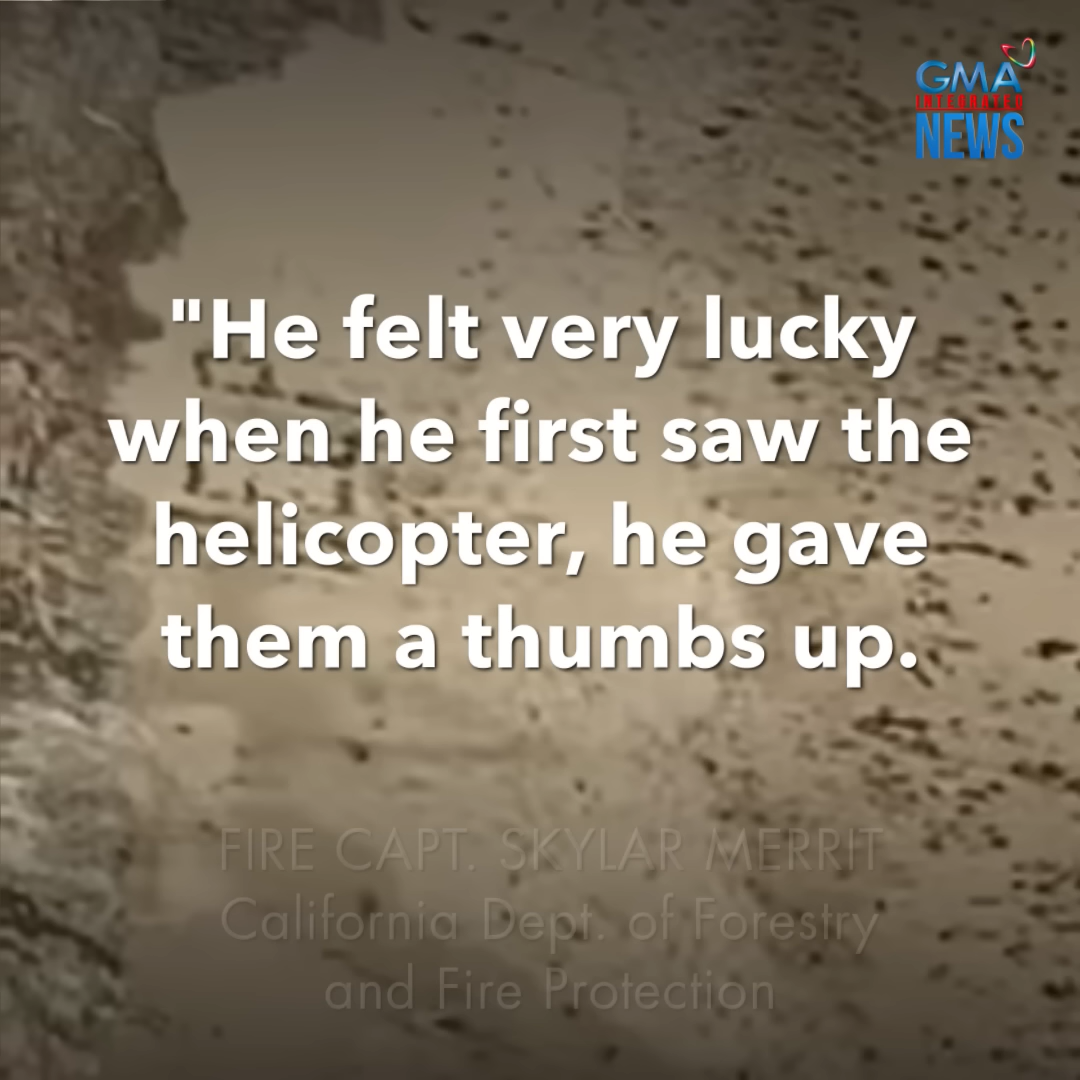 GMA
INTEGRATED
NEWS
"He felt very lucky
when he first saw the
helicopter, he gave
them a thumbs up.
FIRE CAPT. SKYLAR MERRIT
California Dept. of Forestry
and Fire Protection